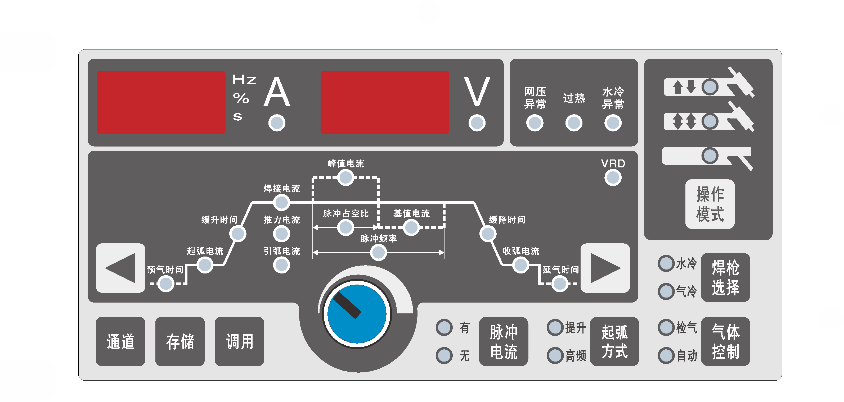 Hz
%
s
A
V
网压
异常
过热
水冷
异常
VRD
峰值电流
焊接电流
缓升时间
推力电流
脉冲占空比
基值电流
缓降时间
脉冲频率
起弧电流
引弧电流
收弧电流
预气时间
延气时间
操作
模式
水冷
气冷
焊枪
选择
通道
存储
调用
有
无
脉冲
电流
提升
高频
起弧
方式
检气
自动
气体
控制